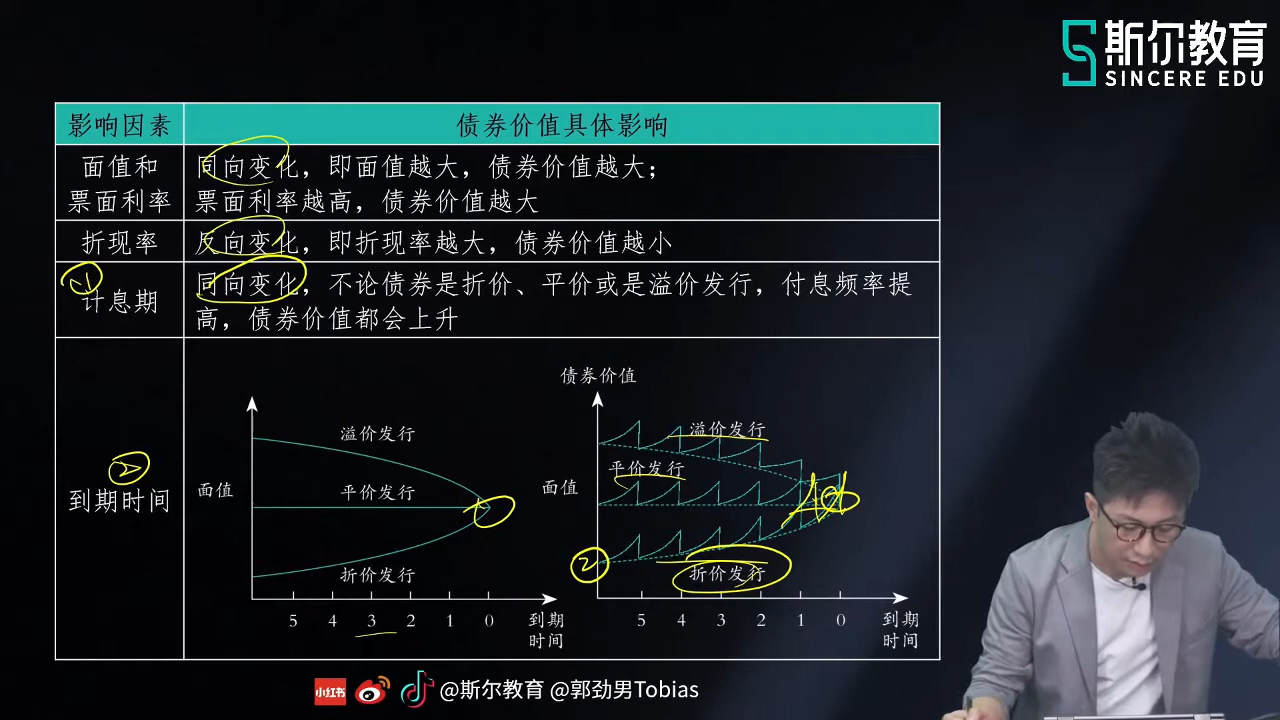 斯尔教育
SINCERE EDU
影响因素
债券价值具体影响
面值和
票面利率
同向变化，即面值越大，债券价值越大；
票面利率越高，债券价值越大
折现率
反向变化，即折现率越大，债券价值越小
①
计息期
同向变化，不论债券是折价、平价或是溢价发行，付息频率提
高，债券价值都会上升
②
到期时间
溢价发行
面值
平价发行
折价发行
5 4 3 2 1 0
到期
时间
债券价值
溢价发行
平价发行
面值
②
折价发行
5 4 3 2 1 0
到期
时间
小红书
@斯尔教育 @郭劲男Tobias